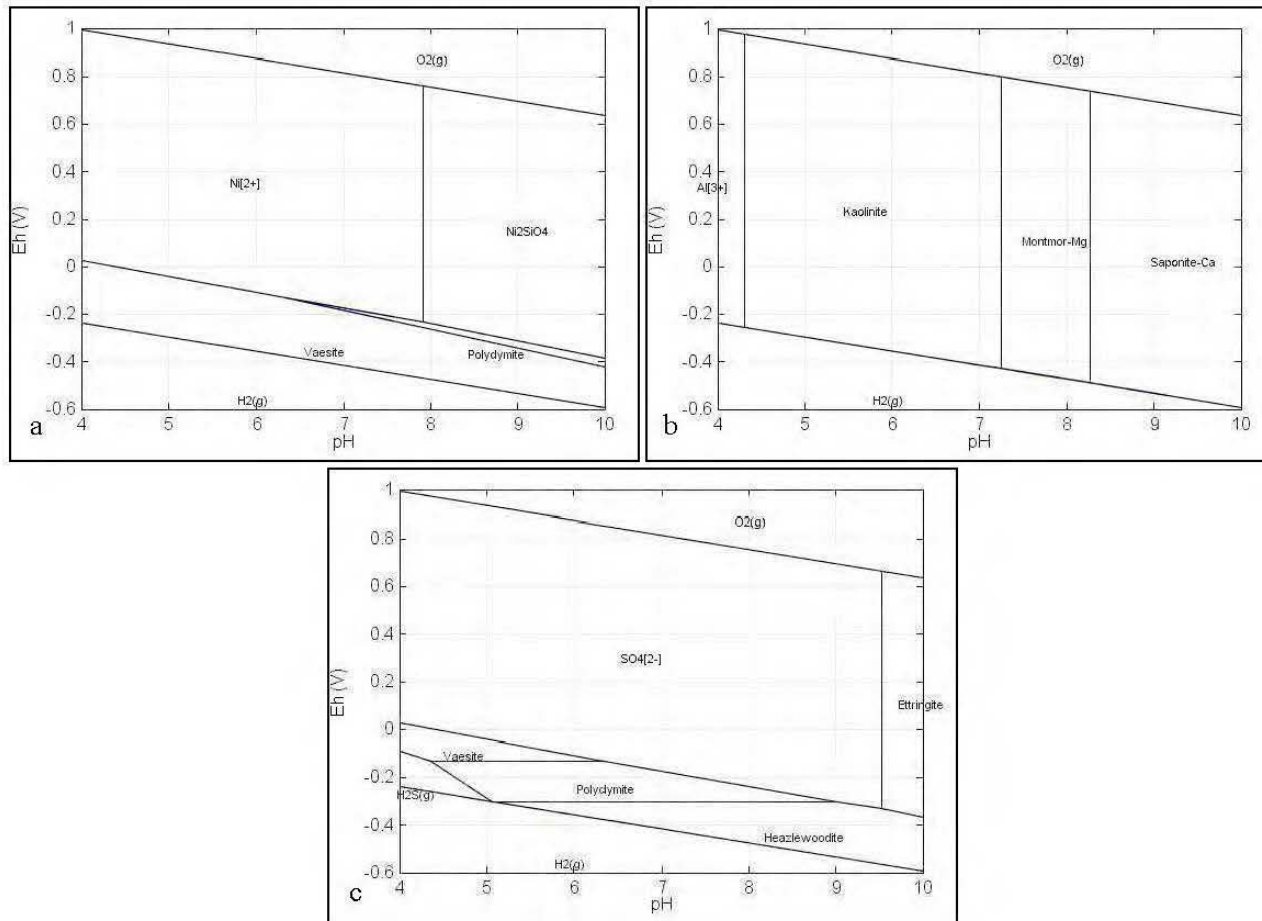 1
0.8
0.6
0.4
0.2
0
-0.2
-0.4
-0.6
Eh (V)
O2(g)
Ni[2+]
Ni2SiO4
Vaesite
Polydymite
H2(g)
4 5 6 7 8 9 10
pH
a
1
0.8
0.6
0.4
0.2
0
-0.2
-0.4
-0.6
Eh (V)
O2(g)
Al[3+]
Kaolinite
Montmor-Mg
Saponite-Ca
H2(g)
4 5 6 7 8 9 10
pH
b
1
0.8
0.6
0.4
0.2
0
-0.2
-0.4
-0.6
Eh (V)
O2(g)
SO4[2-]
Ettringite
Vaesite
Polydymite
H2S(g)
Heazlewoodite
H2(g)
4 5 6 7 8 9 10
pH
c